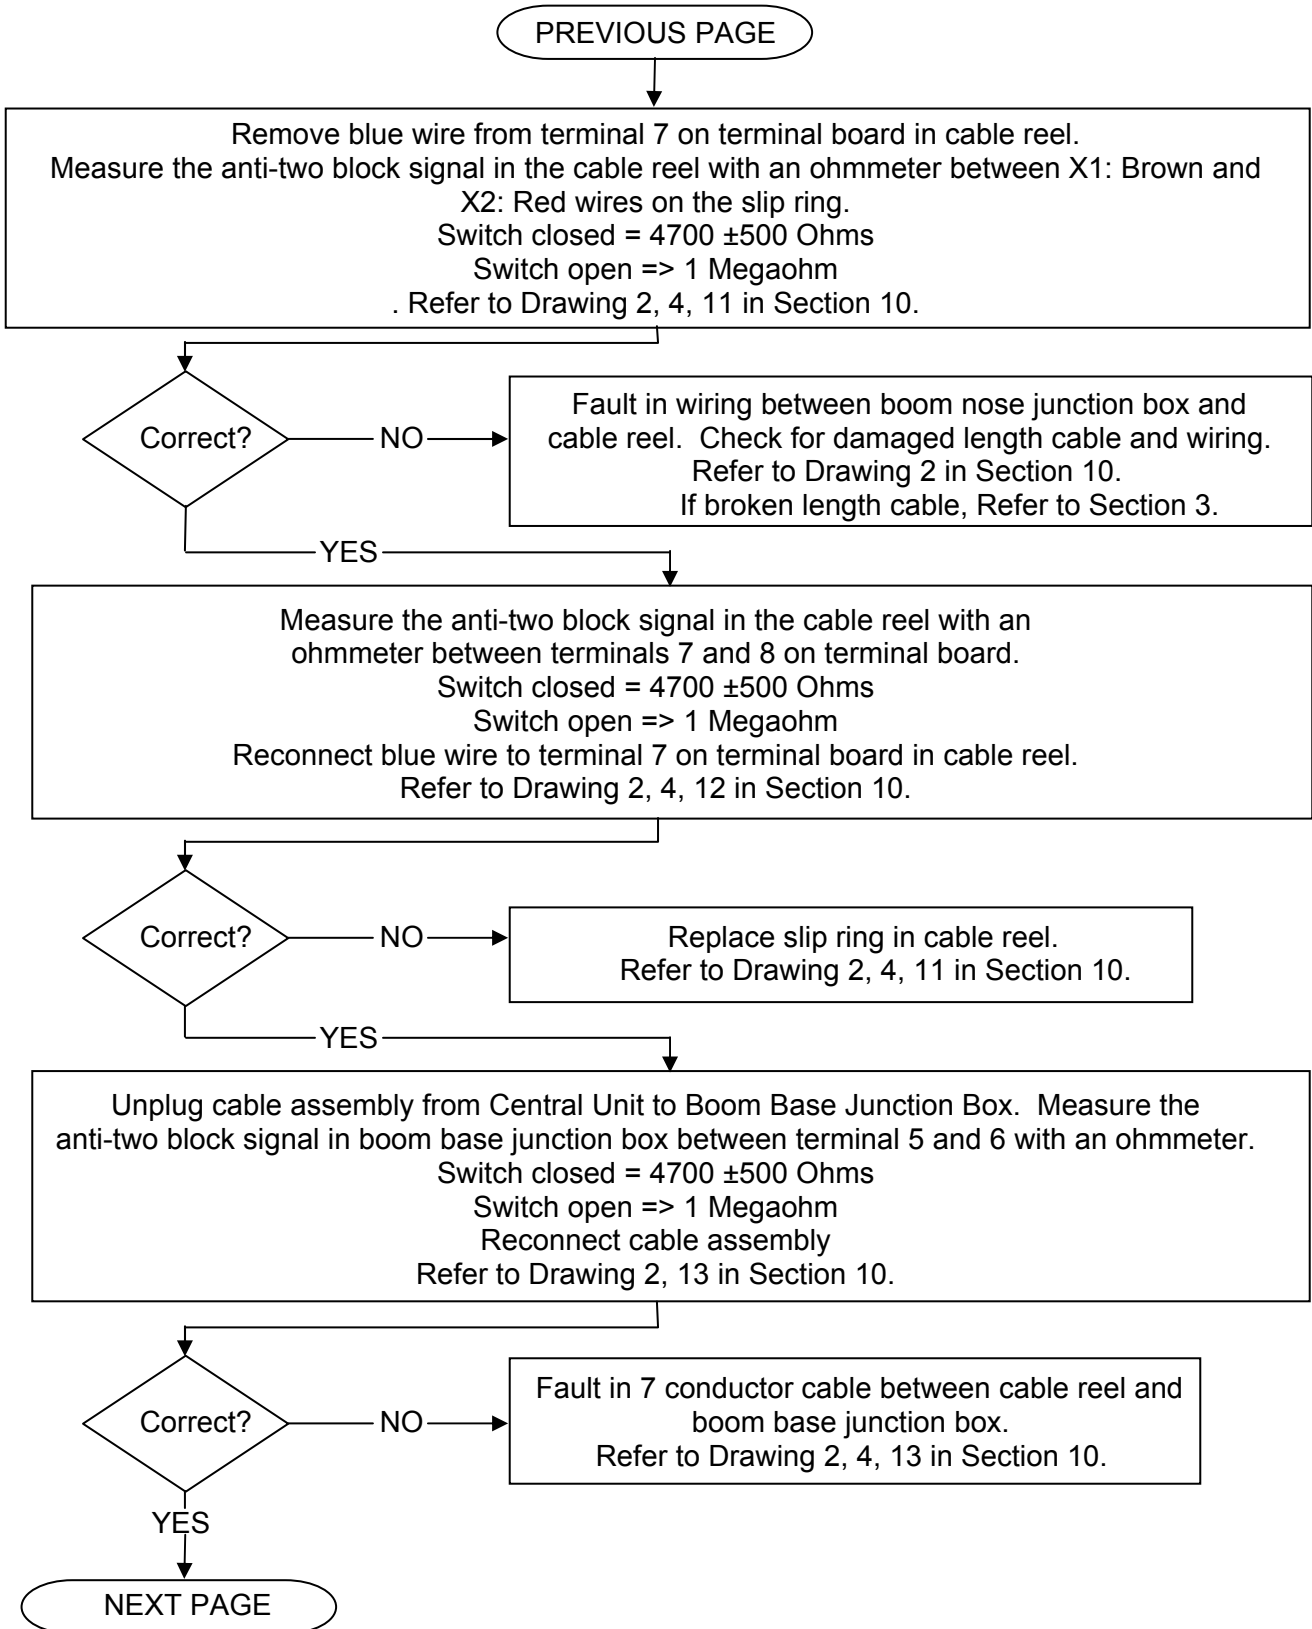 PREVIOUS PAGE
Remove blue wire from terminal 7 on terminal board in cable reel.
Measure the anti-two block signal in the cable reel with an ohmmeter between X1: Brown and
X2: Red wires on the slip ring.
Switch closed = 4700 ±500 Ohms
Switch open => 1 Megaohm
. Refer to Drawing 2, 4, 11 in Section 10.
Correct?
NO
Fault in wiring between boom nose junction box and
cable reel.  Check for damaged length cable and wiring.
Refer to Drawing 2 in Section 10.
If broken length cable, Refer to Section 3.
YES
Measure the anti-two block signal in the cable reel with an
ohmmeter between terminals 7 and 8 on terminal board.
Switch closed = 4700 ±500 Ohms
Switch open => 1 Megaohm
Reconnect blue wire to terminal 7 on terminal board in cable reel.
Refer to Drawing 2, 4, 12 in Section 10.
Correct?
NO
Replace slip ring in cable reel.
Refer to Drawing 2, 4, 11 in Section 10.
YES
Unplug cable assembly from Central Unit to Boom Base Junction Box.  Measure the
anti-two block signal in boom base junction box between terminal 5 and 6 with an ohmmeter.
Switch closed = 4700 ±500 Ohms
Switch open => 1 Megaohm
Reconnect cable assembly
Refer to Drawing 2, 13 in Section 10.
Correct?
NO
Fault in 7 conductor cable between cable reel and
boom base junction box.
Refer to Drawing 2, 4, 13 in Section 10.
YES
NEXT PAGE